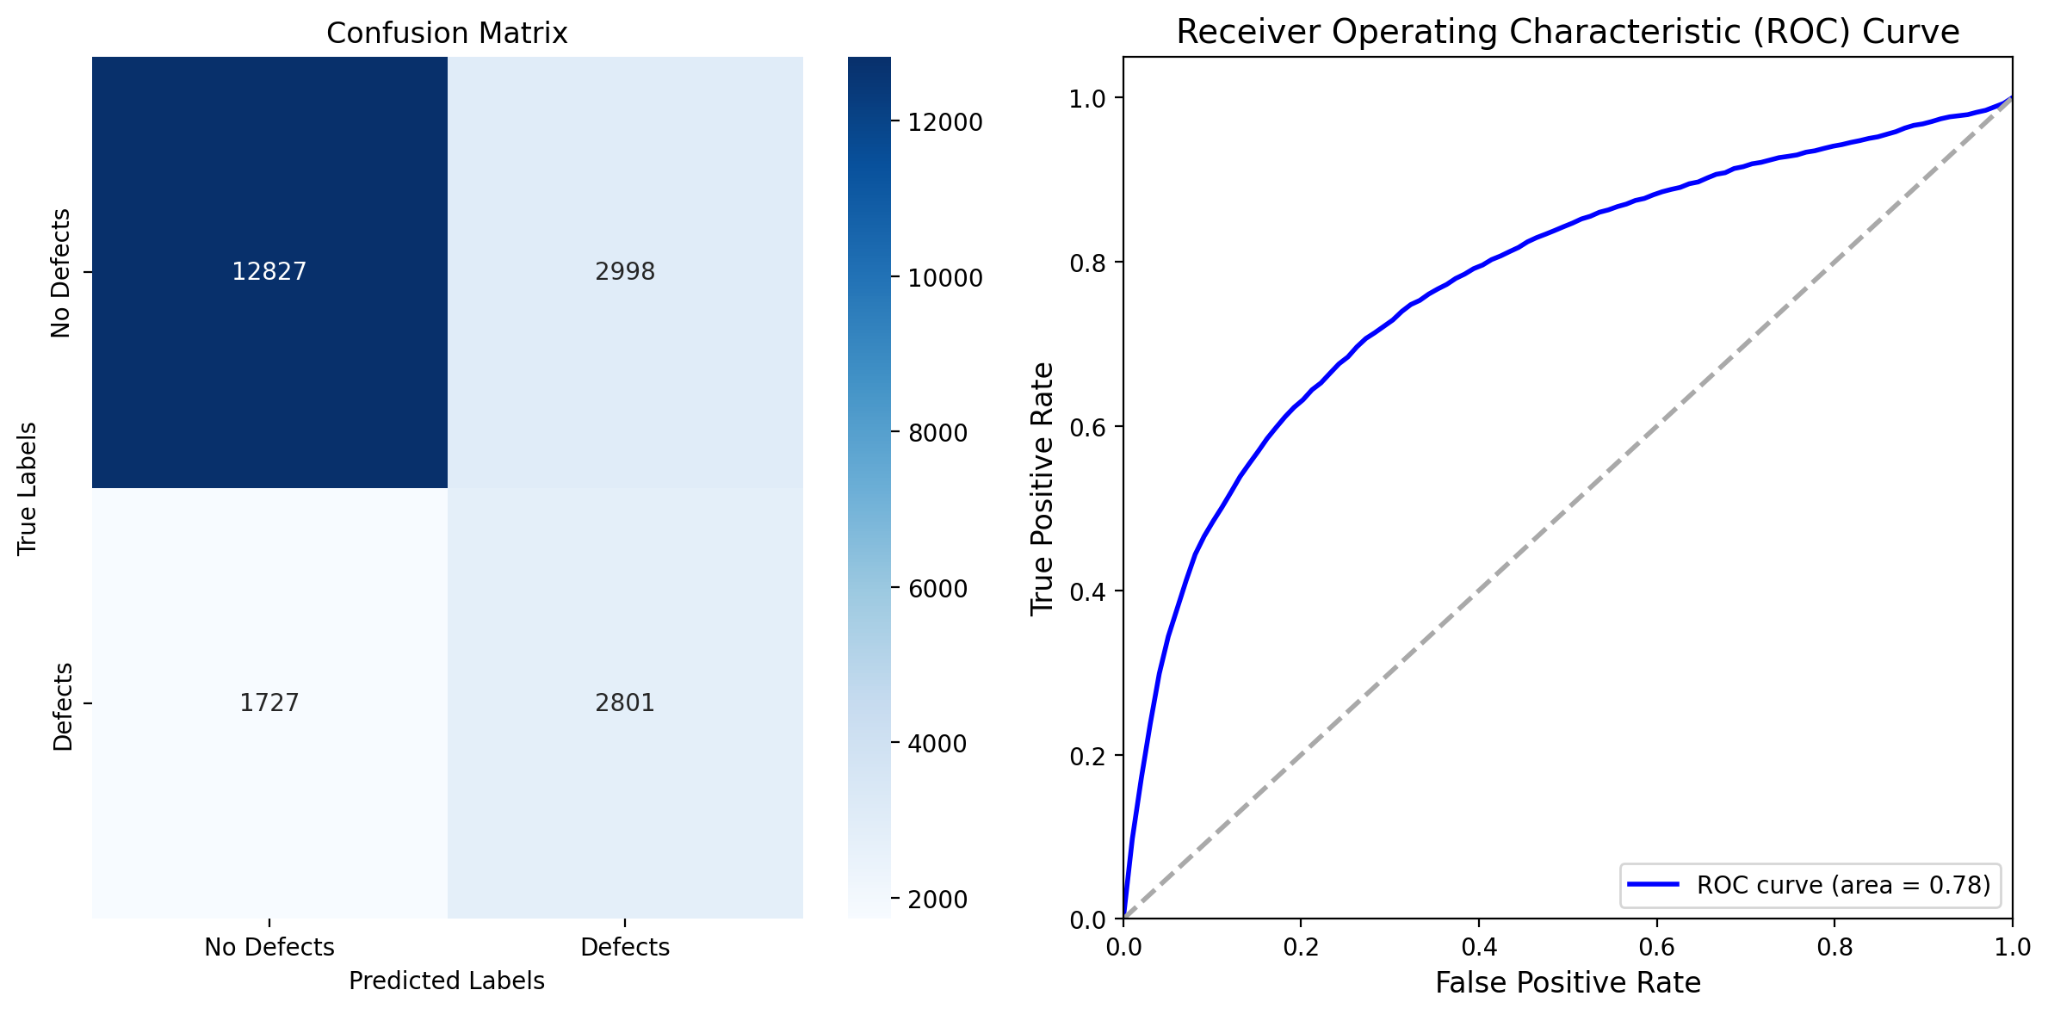 Confusion Matrix
No Defects
Defects
True Labels
12827
2998
1727
2801
No Defects
Defects
Predicted Labels
12000
10000
8000
6000
4000
2000
Receiver Operating Characteristic (ROC) Curve
True Positive Rate
1.0
0.8
0.6
0.4
0.2
0.0
ROC curve (area = 0.78)
0.0
0.2
0.4
0.6
0.8
1.0
False Positive Rate